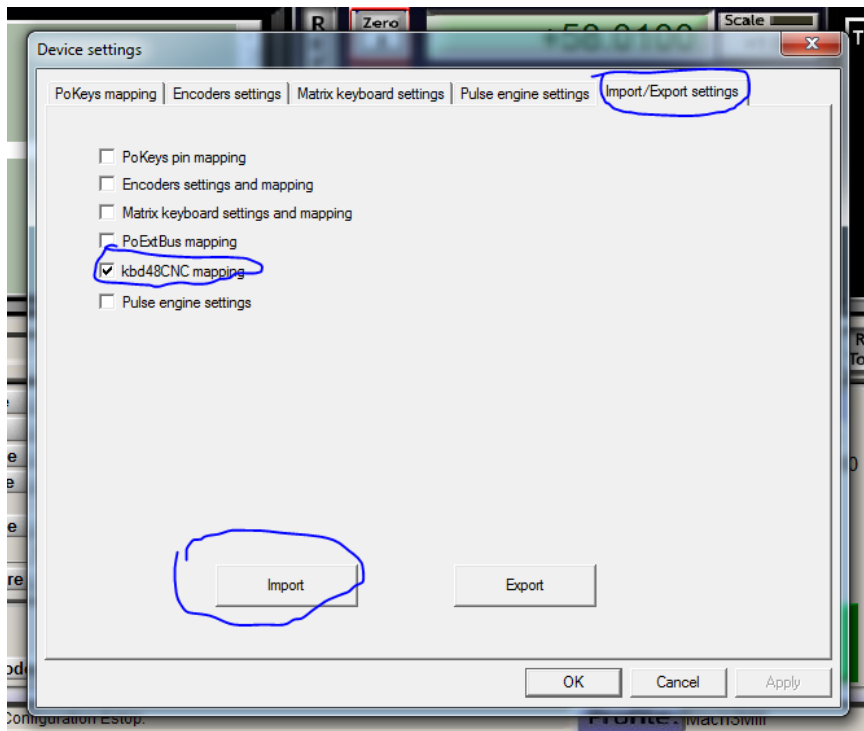 R Zero Scale
Device settings
PoKeys mapping Encoders settings Matrix keyboard settings Pulse engine settings Import/Export settings
PoKeys pin mapping
Encoders settings and mapping
Matrix keyboard settings and mapping
PoExtBus mapping
kbd48CNC mapping
Pulse engine settings
Import Export
OK Cancel Apply
Configuration Estop. Profile: Mach3Mill